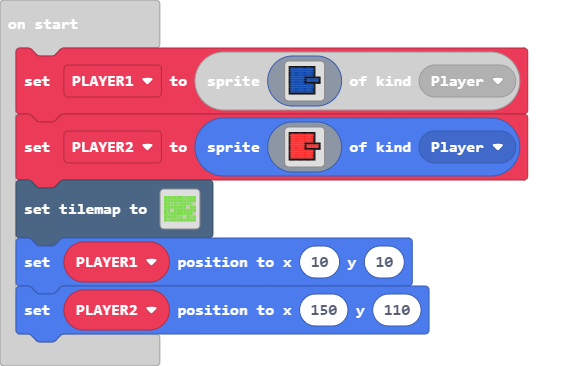 on start
set PLAYER1 to sprite of kind Player
set PLAYER2 to sprite of kind Player
set tilemap to
set PLAYER1 position to x 10 y 10
set PLAYER2 position to x 150 y 110